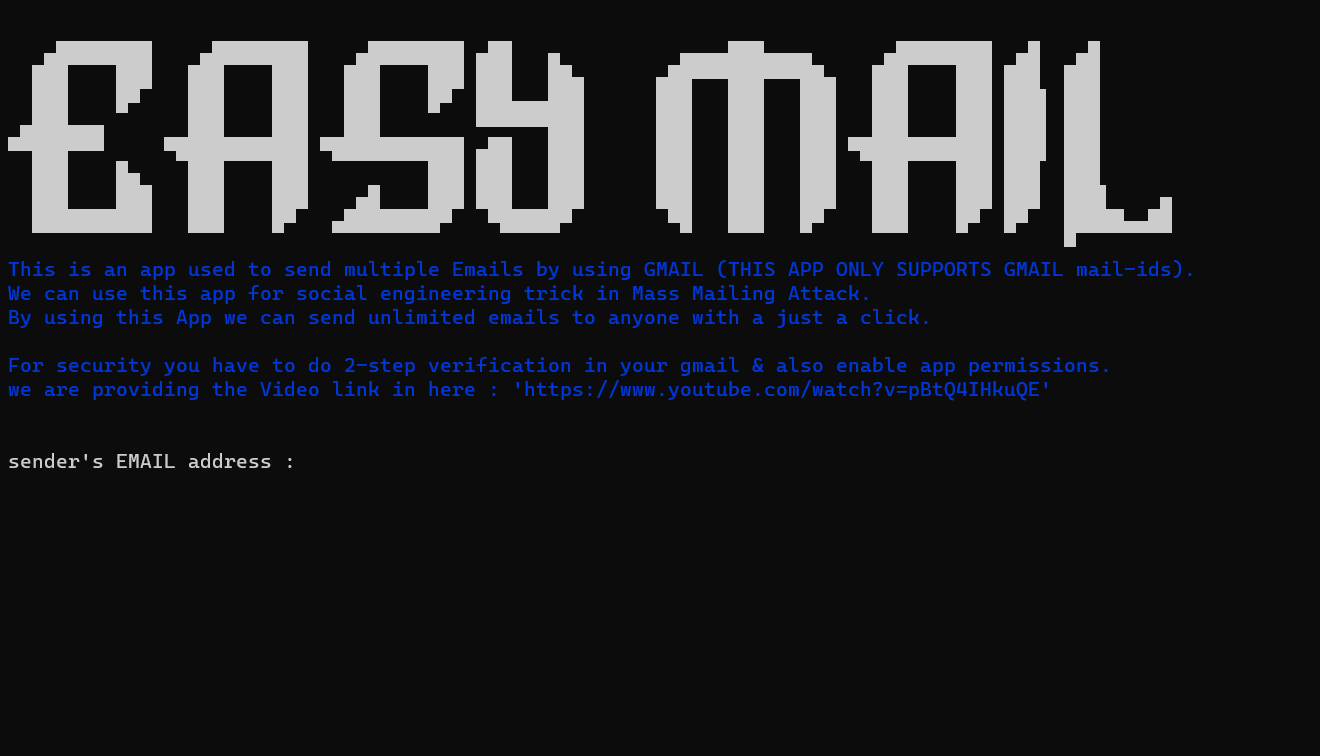 EASY MAIL
This is an app used to send multiple Emails by using GMAIL (THIS APP ONLY SUPPORTS GMAIL mail-ids).
We can use this app for social engineering trick in Mass Mailing Attack.
By using this App we can send unlimited emails to anyone with a just a click.
For security you have to do 2-step verification in your gmail & also enable app permissions.
we are providing the Video link in here : 'https://www.youtube.com/watch?v=pBtQ4IHkuQE'
sender's EMAIL address :